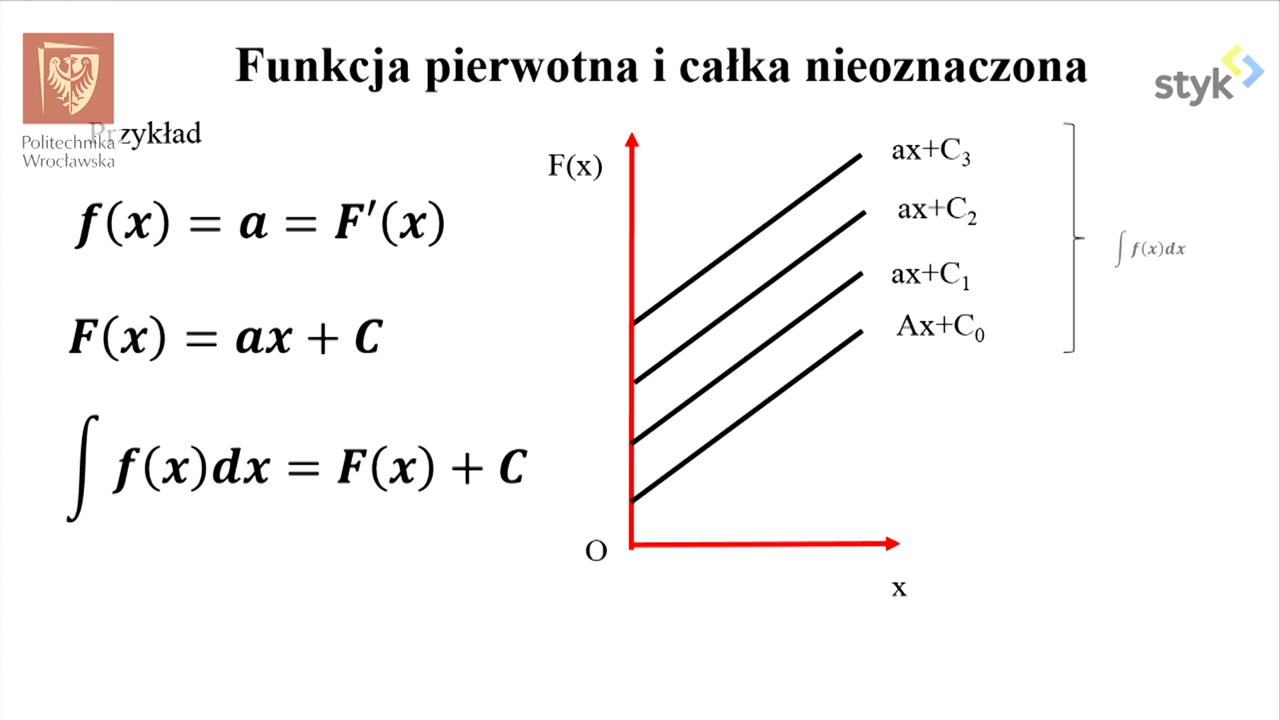 Funkcja pierwotna i całka nieoznaczona
styk
Politechnika
Wrocławska
Przykład
f(x) = a = F′(x)
F(x) = ax + C
∫ f(x)dx = F(x) + C
F(x)
ax+C₃
ax+C₂
ax+C₁
Ax+C₀
∫ f(x)dx
O
x